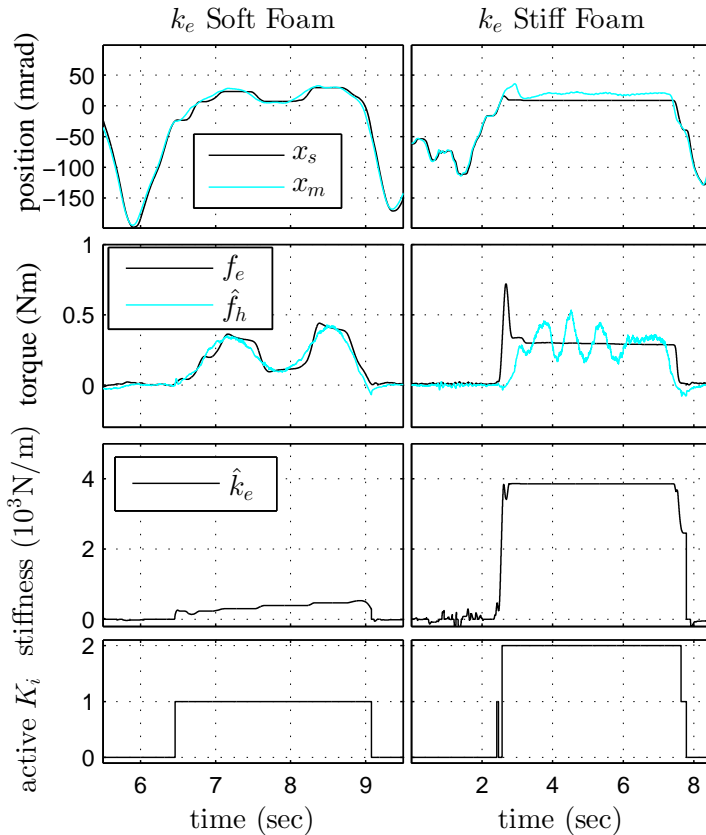 k_e Soft Foam
k_e Stiff Foam
position (mrad)
50
0
−50
−100
−150
x_s
x_m
torque (Nm)
1
0.5
0
f_e
f̂_h
stiffness (10³N/m)
4
2
0
k̂_e
active K_i
2
1
0
6 7 8 9
2 4 6 8
time (sec)
time (sec)